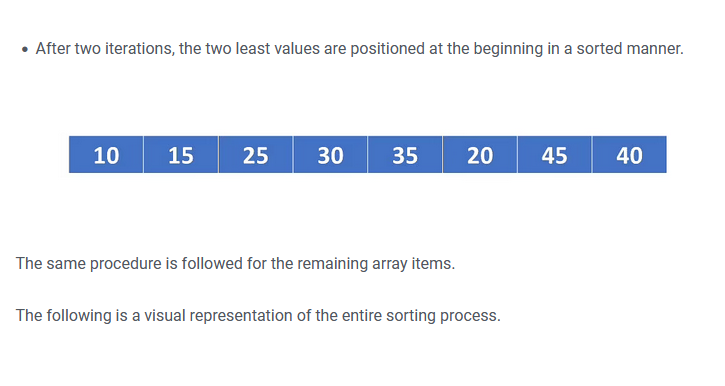 • After two iterations, the two least values are positioned at the beginning in a sorted manner.
10 15 25 30 35 20 45 40
The same procedure is followed for the remaining array items.
The following is a visual representation of the entire sorting process.